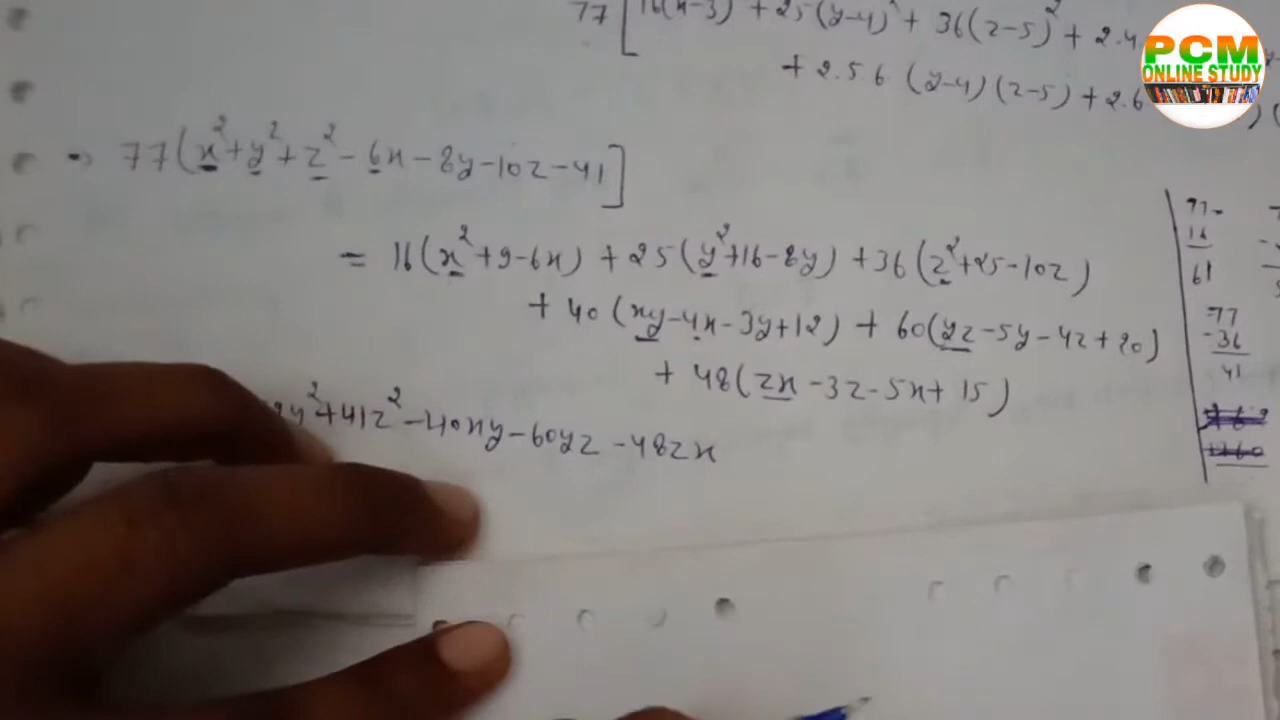 77[16(x-3) + 25(y-4)² + 36(z-5)² + 2.4
+ 2.5 6 (y-4)(z-5) + 2.6
PCM
ONLINE STUDY
⇒ 77(x²+y²+z²-6x-8y-10z-41]
= 16(x²+9-6x) + 25(y²+16-8y) + 36(z²+25-10z)
+ 40(xy-4x-3y+12) + 60(yz-5y-4z+20)
+ 48(zx-3z-5x+15)
y²+41z²-40xy-60yz-48zx
77-
16
61
77
-36
41